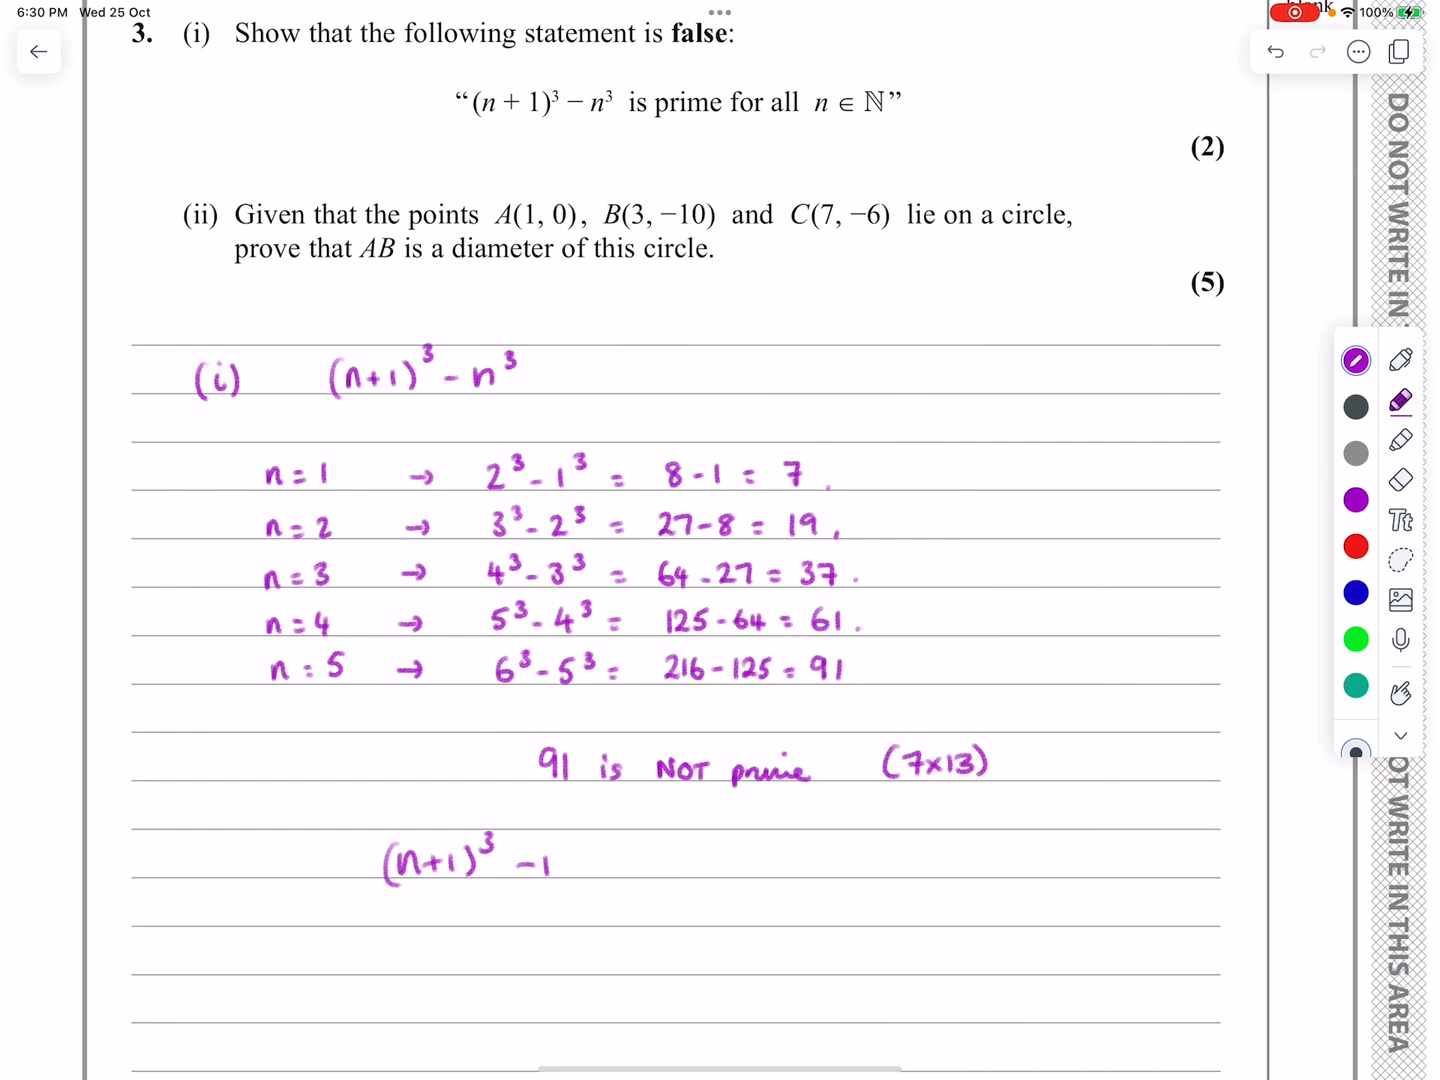 6:30 PM Wed 25 Oct
100%
3. (i) Show that the following statement is false:
“(n + 1)³ − n³ is prime for all n ∈ ℕ”
(2)
(ii) Given that the points A(1, 0), B(3, −10) and C(7, −6) lie on a circle,
prove that AB is a diameter of this circle.
(5)
(i) (n+1)³ - n³
n = 1 → 2³ - 1³ = 8 - 1 = 7 .
n = 2 → 3³ - 2³ = 27 - 8 = 19 ,
n = 3 → 4³ - 3³ = 64 - 27 = 37 .
n = 4 → 5³ - 4³ = 125 - 64 = 61 .
n = 5 → 6³ - 5³ = 216 - 125 = 91
91 is NOT prime (7×13)
(n+1)³ - 1
DO NOT WRITE IN
OT WRITE IN THIS AREA
Tt